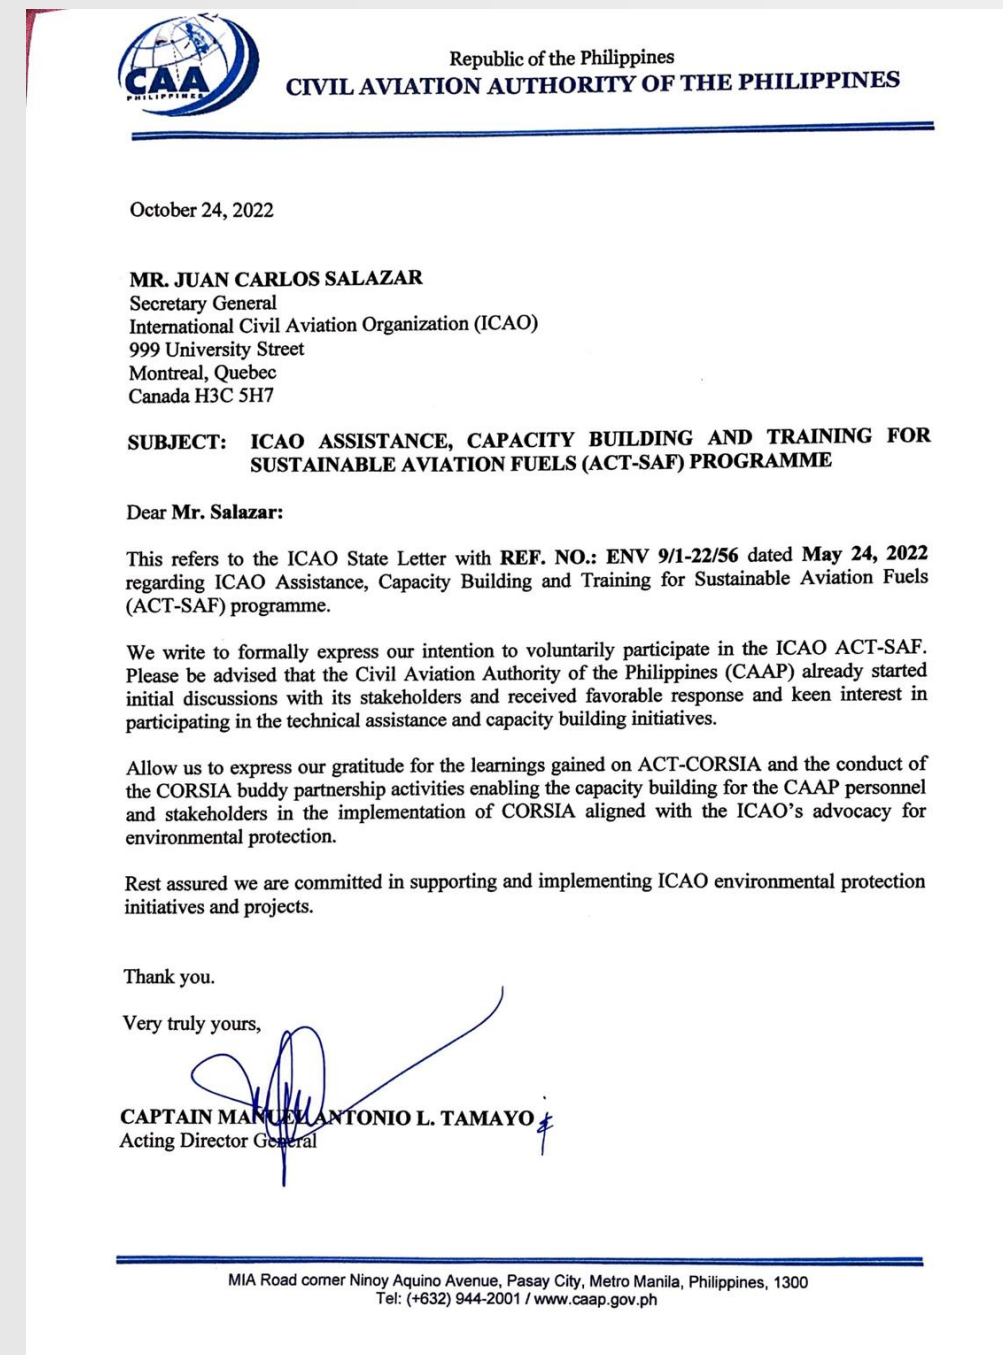 CAA
PHILIPPINES
Republic of the Philippines
CIVIL AVIATION AUTHORITY OF THE PHILIPPINES
October 24, 2022
MR. JUAN CARLOS SALAZAR
Secretary General
International Civil Aviation Organization (ICAO)
999 University Street
Montreal, Quebec
Canada H3C 5H7
SUBJECT: ICAO ASSISTANCE, CAPACITY BUILDING AND TRAINING FOR
SUSTAINABLE AVIATION FUELS (ACT-SAF) PROGRAMME
Dear Mr. Salazar:
This refers to the ICAO State Letter with REF. NO.: ENV 9/1-22/56 dated May 24, 2022
regarding ICAO Assistance, Capacity Building and Training for Sustainable Aviation Fuels
(ACT-SAF) programme.
We write to formally express our intention to voluntarily participate in the ICAO ACT-SAF.
Please be advised that the Civil Aviation Authority of the Philippines (CAAP) already started
initial discussions with its stakeholders and received favorable response and keen interest in
participating in the technical assistance and capacity building initiatives.
Allow us to express our gratitude for the learnings gained on ACT-CORSIA and the conduct of
the CORSIA buddy partnership activities enabling the capacity building for the CAAP personnel
and stakeholders in the implementation of CORSIA aligned with the ICAO's advocacy for
environmental protection.
Rest assured we are committed in supporting and implementing ICAO environmental protection
initiatives and projects.
Thank you.
Very truly yours,
CAPTAIN MANUEL ANTONIO L. TAMAYO
Acting Director General
MIA Road corner Ninoy Aquino Avenue, Pasay City, Metro Manila, Philippines, 1300
Tel: (+632) 944-2001 / www.caap.gov.ph